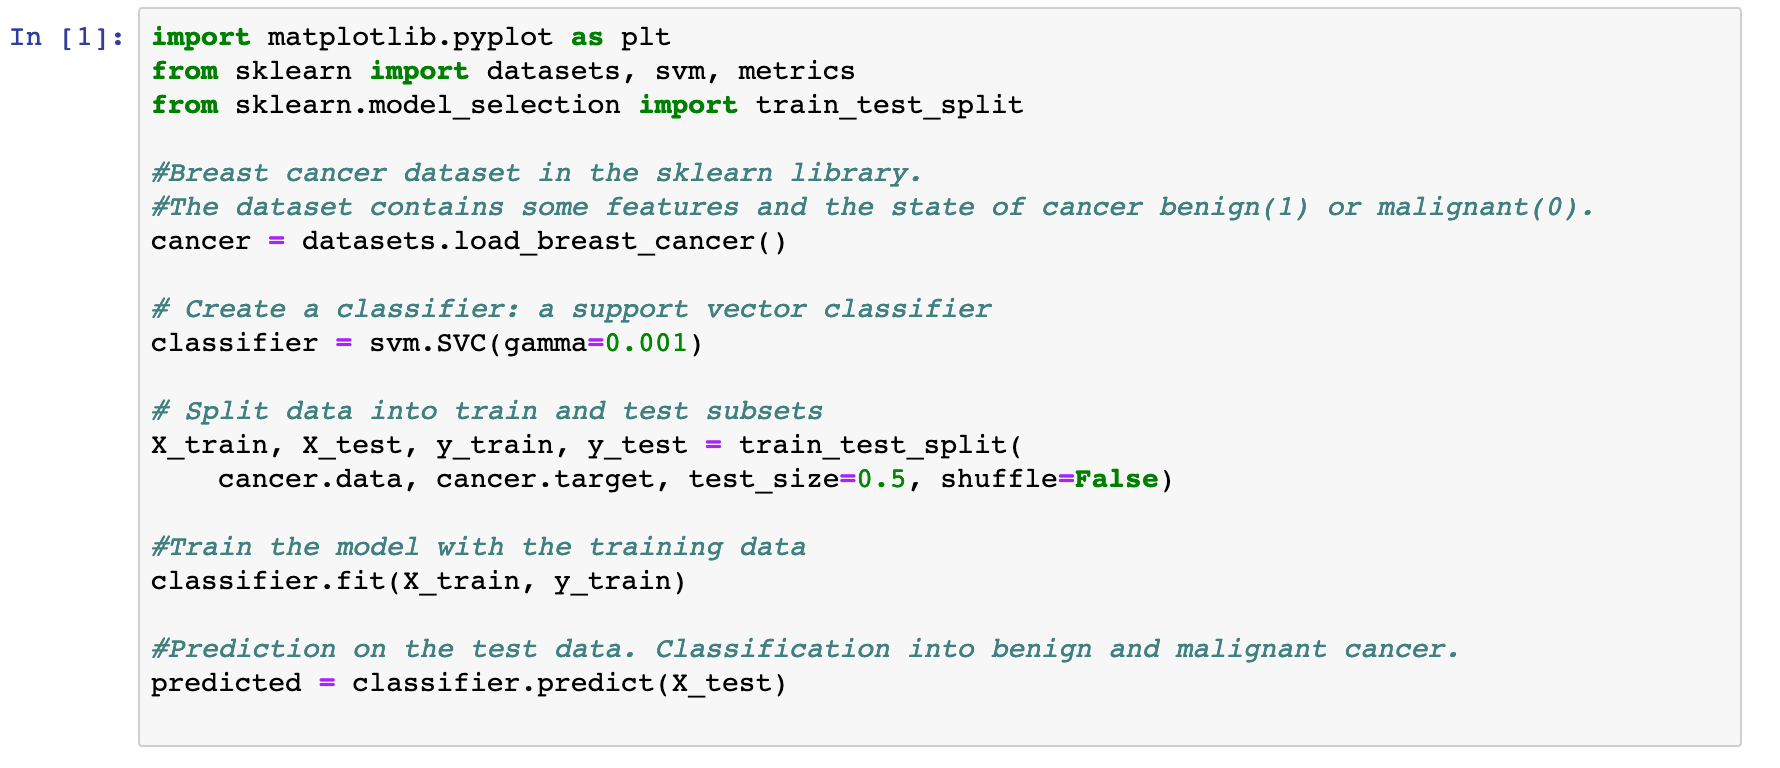 In [1]: import matplotlib.pyplot as plt
from sklearn import datasets, svm, metrics
from sklearn.model_selection import train_test_split
#Breast cancer dataset in the sklearn library.
#The dataset contains some features and the state of cancer benign(1) or malignant(0).
cancer = datasets.load_breast_cancer()
# Create a classifier: a support vector classifier
classifier = svm.SVC(gamma=0.001)
# Split data into train and test subsets
X_train, X_test, y_train, y_test = train_test_split(
    cancer.data, cancer.target, test_size=0.5, shuffle=False)
#Train the model with the training data
classifier.fit(X_train, y_train)
#Prediction on the test data. Classification into benign and malignant cancer.
predicted = classifier.predict(X_test)